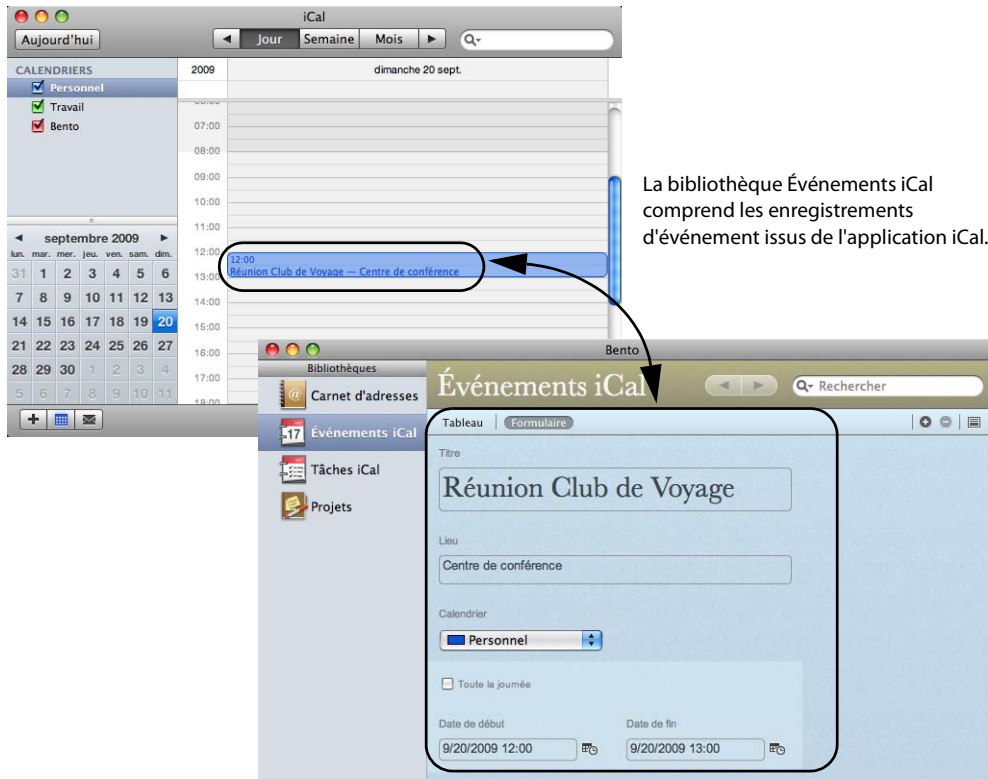 iCal
Aujourd'hui
Jour Semaine Mois
CALENDRIERS
Personnel
Travail
Bento
2009 dimanche 20 sept.
07:00
08:00
09:00
10:00
11:00
12:00
13:00
14:00
15:00
16:00
17:00
18:00
12:00
Réunion Club de Voyage — Centre de conférence
septembre 2009
lun. mar. mer. jeu. ven. sam. dim.
31 1 2 3 4 5 6
7 8 9 10 11 12 13
14 15 16 17 18 19 20
21 22 23 24 25 26 27
28 29 30 1 2 3 4
5 6 7 8 9 10 11
La bibliothèque Événements iCal
comprend les enregistrements
d'événement issus de l'application iCal.
Bento
Bibliothèques
Carnet d'adresses
17
Événements iCal
Tâches iCal
Projets
Événements iCal
Rechercher
Tableau Formulaire
Titre
Réunion Club de Voyage
Lieu
Centre de conférence
Calendrier
Personnel
Toute la journée
Date de début Date de fin
9/20/2009 12:00 9/20/2009 13:00